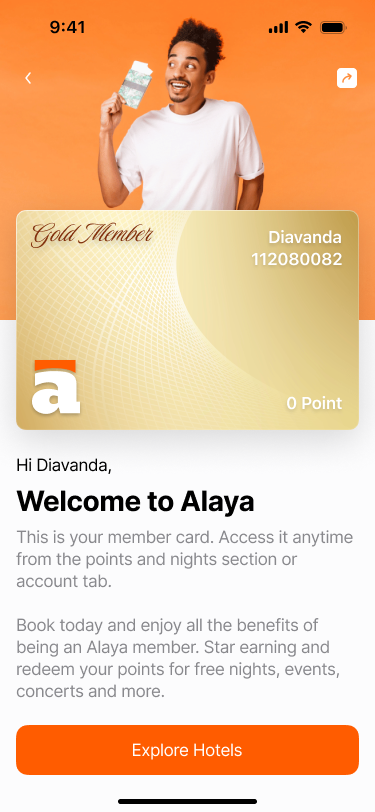 9:41
Gold Member
Diavanda
112080082
a
0 Point
Hi Diavanda,
Welcome to Alaya
This is your member card. Access it anytime
from the points and nights section or
account tab.
Book today and enjoy all the benefits of
being an Alaya member. Star earning and
redeem your points for free nights, events,
concerts and more.
Explore Hotels